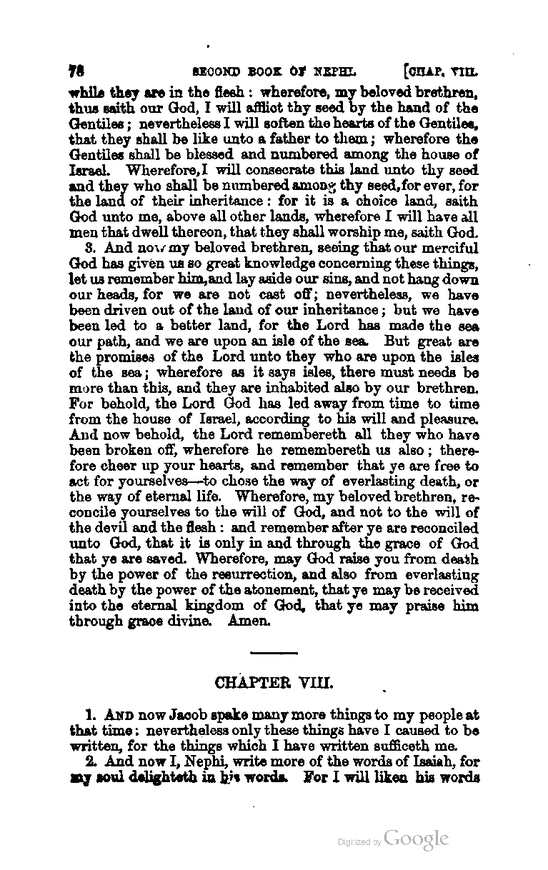 78 SECOND BOOK OF NEPHI. [CHAP. VIII.
while they are in the flesh: wherefore, my beloved brethren,
thus saith our God, I will afflict thy seed by the hand of the
Gentiles; nevertheless I will soften the hearts of the Gentiles,
that they shall be like unto a father to them; wherefore the
Gentiles shall be blessed and numbered among the house of
Israel. Wherefore, I will consecrate this land unto thy seed
and they who shall be numbered among thy seed, for ever, for
the land of their inheritance: for it is a choice land, saith
God unto me, above all other lands, wherefore I will have all
men that dwell thereon, that they shall worship me, saith God.
3. And now my beloved brethren, seeing that our merciful
God has given us so great knowledge concerning these things,
let us remember him, and lay aside our sins, and not hang down
our heads, for we are not cast off; nevertheless, we have
been driven out of the land of our inheritance; but we have
been led to a better land, for the Lord has made the sea
our path, and we are upon an isle of the sea. But great are
the promises of the Lord unto they who are upon the isles
of the sea; wherefore as it says isles, there must needs be
more than this, and they are inhabited also by our brethren.
For behold, the Lord God has led away from time to time
from the house of Israel, according to his will and pleasure.
And now behold, the Lord remembereth all they who have
been broken off, wherefore he remembereth us also; there-
fore cheer up your hearts, and remember that ye are free to
act for yourselves—to chose the way of everlasting death, or
the way of eternal life. Wherefore, my beloved brethren, re-
concile yourselves to the will of God, and not to the will of
the devil and the flesh: and remember after ye are reconciled
unto God, that it is only in and through the grace of God
that ye are saved. Wherefore, may God raise you from death
by the power of the resurrection, and also from everlasting
death by the power of the atonement, that ye may be received
into the eternal kingdom of God, that ye may praise him
through grace divine. Amen.
CHAPTER VIII.
1. AND now Jacob spake many more things to my people at
that time: nevertheless only these things have I caused to be
written, for the things which I have written sufficeth me.
2. And now I, Nephi, write more of the words of Isaiah, for
my soul delighteth in his words. For I will liken his words
Digitized by Google